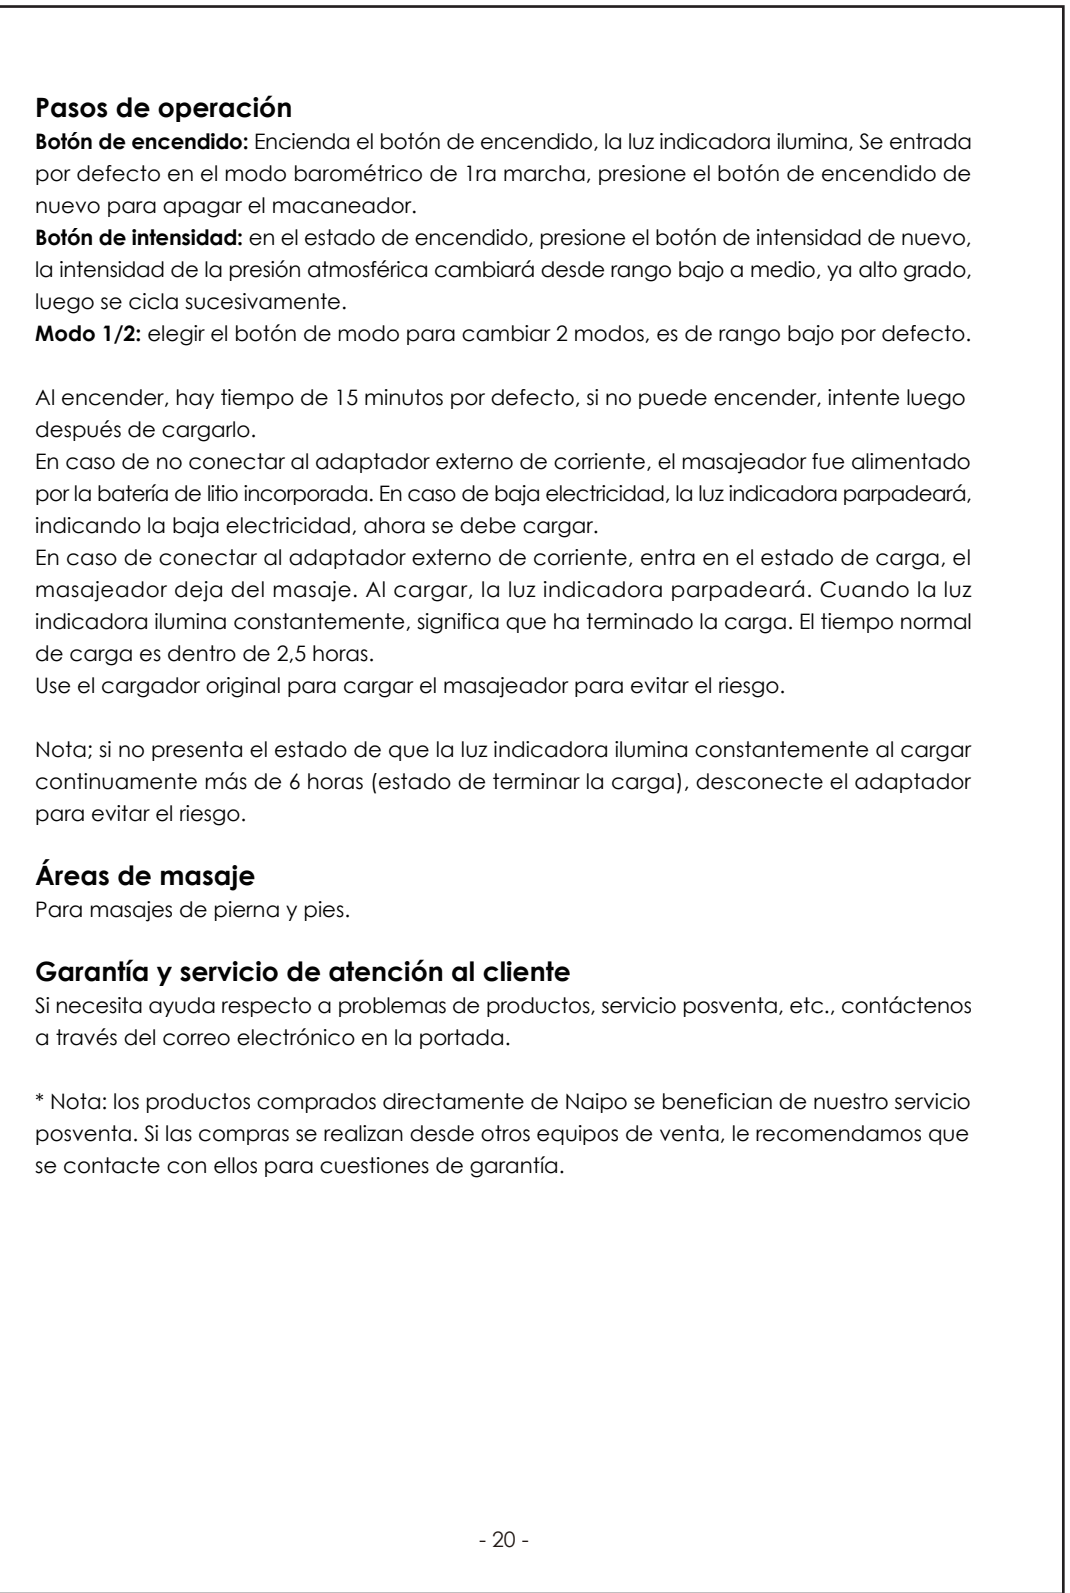 Pasos de operación
Botón de encendido: Encienda el botón de encendido, la luz indicadora ilumina, Se entrada
por defecto en el modo barométrico de 1ra marcha, presione el botón de encendido de
nuevo para apagar el macaneador.
Botón de intensidad: en el estado de encendido, presione el botón de intensidad de nuevo,
la intensidad de la presión atmosférica cambiará desde rango bajo a medio, ya alto grado,
luego se cicla sucesivamente.
Modo 1/2: elegir el botón de modo para cambiar 2 modos, es de rango bajo por defecto.
Al encender, hay tiempo de 15 minutos por defecto, si no puede encender, intente luego
después de cargarlo.
En caso de no conectar al adaptador externo de corriente, el masajeador fue alimentado
por la batería de litio incorporada. En caso de baja electricidad, la luz indicadora parpadeará,
indicando la baja electricidad, ahora se debe cargar.
En caso de conectar al adaptador externo de corriente, entra en el estado de carga, el
masajeador deja del masaje. Al cargar, la luz indicadora parpadeará. Cuando la luz
indicadora ilumina constantemente, significa que ha terminado la carga. El tiempo normal
de carga es dentro de 2,5 horas.
Use el cargador original para cargar el masajeador para evitar el riesgo.
Nota; si no presenta el estado de que la luz indicadora ilumina constantemente al cargar
continuamente más de 6 horas (estado de terminar la carga), desconecte el adaptador
para evitar el riesgo.
Áreas de masaje
Para masajes de pierna y pies.
Garantía y servicio de atención al cliente
Si necesita ayuda respecto a problemas de productos, servicio posventa, etc., contáctenos
a través del correo electrónico en la portada.
* Nota: los productos comprados directamente de Naipo se benefician de nuestro servicio
posventa. Si las compras se realizan desde otros equipos de venta, le recomendamos que
se contacte con ellos para cuestiones de garantía.
- 20 -